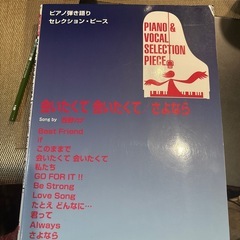 ピアノ弾き語り
セレクション・ピース
PIANO &
VOCAL
SELECTION
PIECE
会いたくて 会いたくて さよなら
Song by
Best Friend
if
このままで
会いたくて 会いたくて
私たち
GO FOR IT !!
Be Strong
Love Song
たとえ どんなに…
君って
Always
さよなら